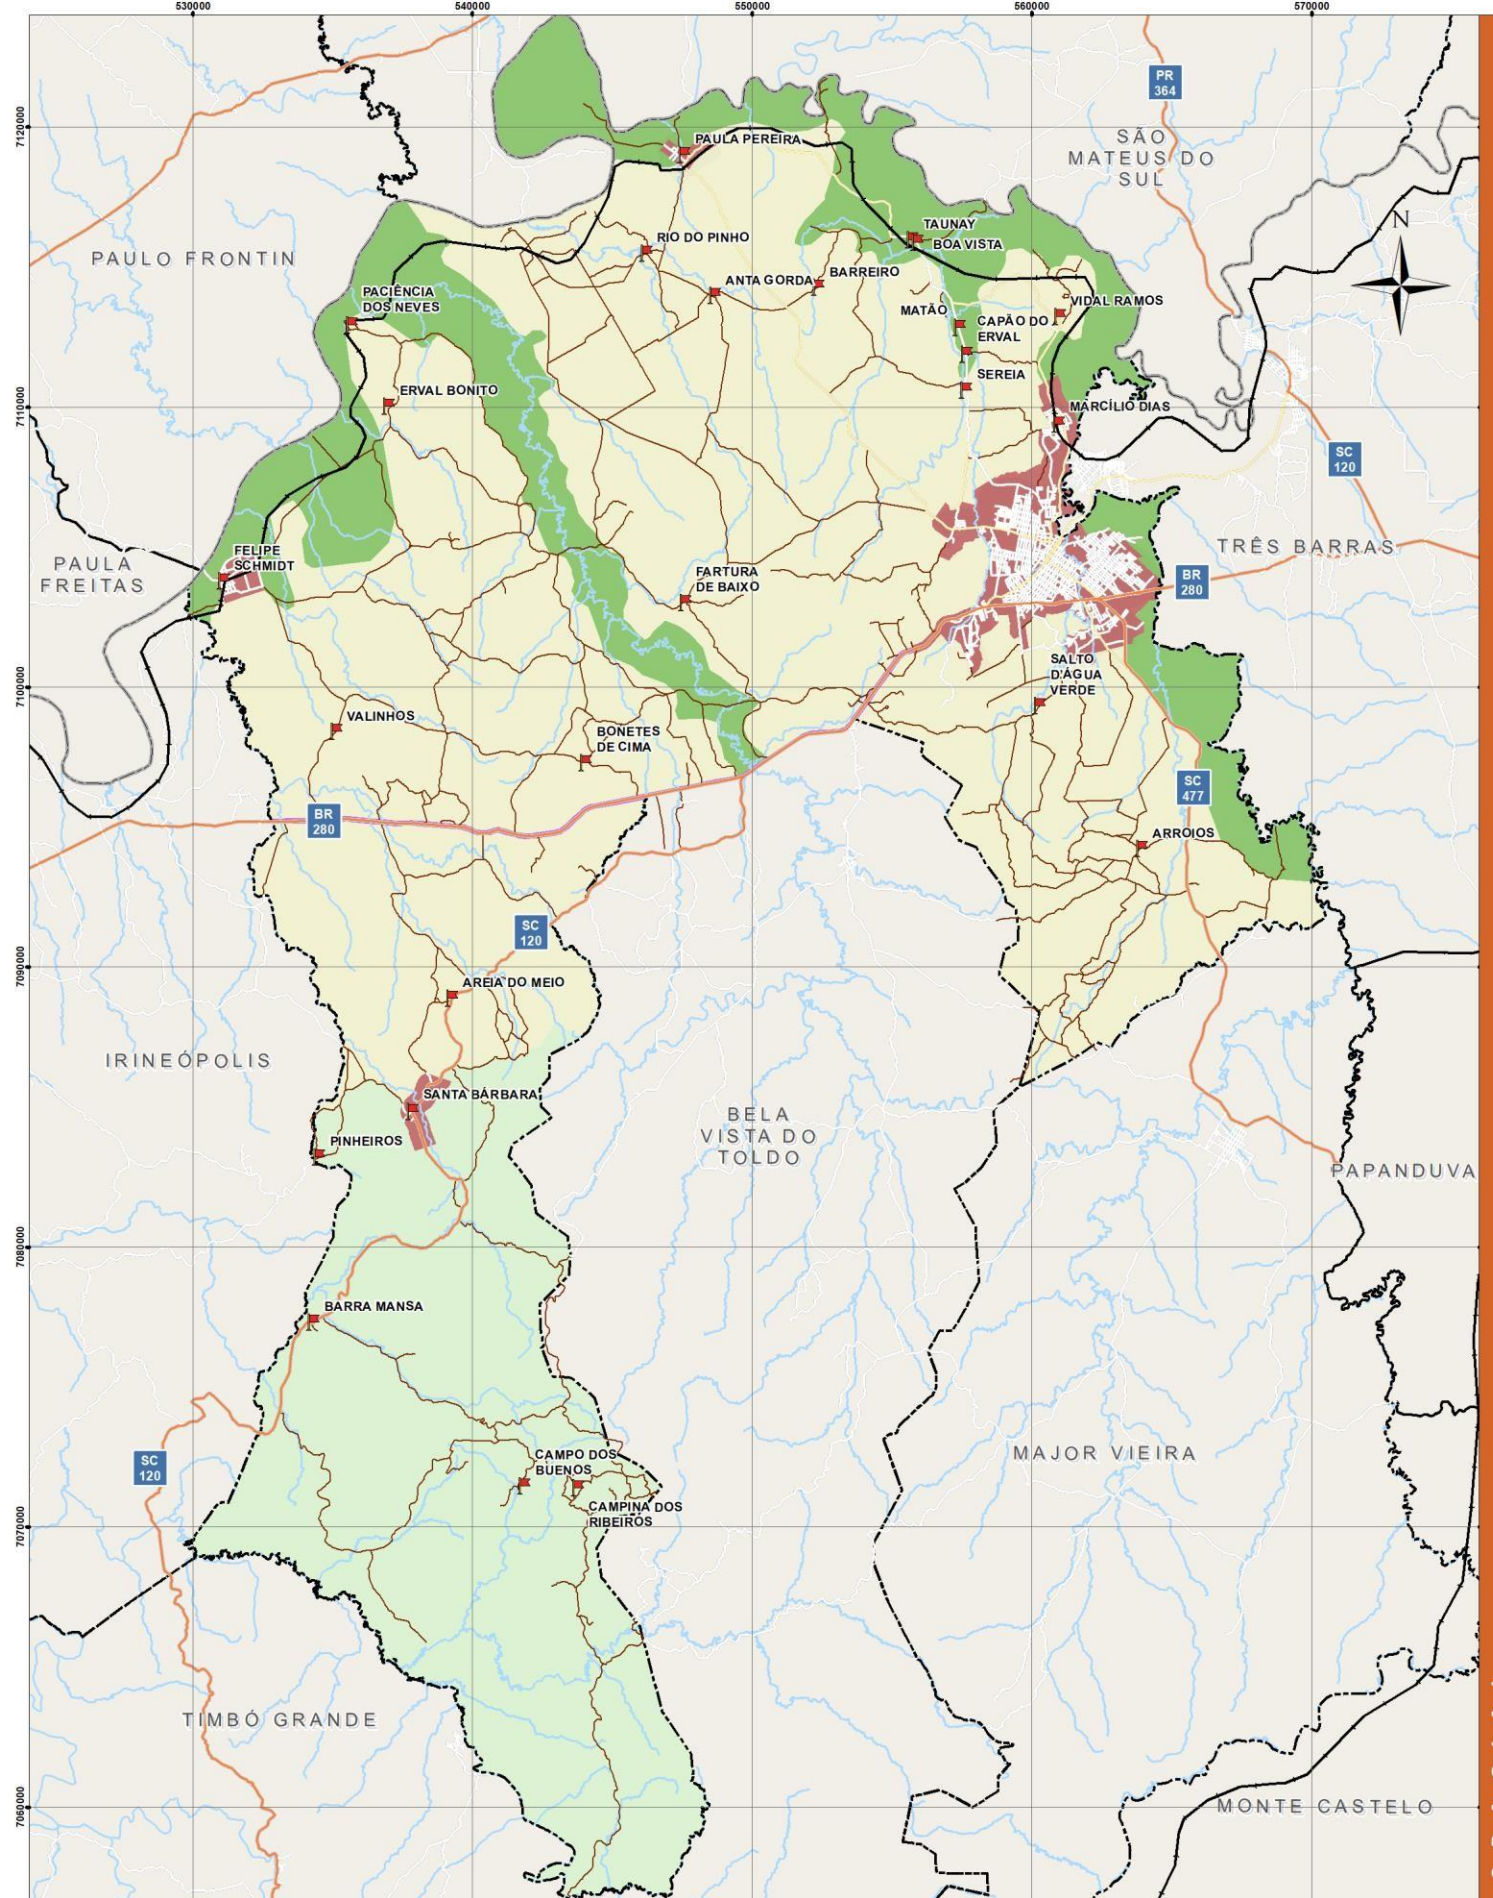 530000
540000
550000
560000
570000
PR
364
7120000
PAULA PEREIRA
SÃO
MATEUS DO
SUL
N
TAUNAY
RIO DO PINHO
BOA VISTA
PAULO FRONTIN
BARREIRO
ANTA GORDA
PACIÊNCIA
DOS NEVES
VIDAL RAMOS
MATÃO
CAPÃO DO
ERVAL
SEREIA
ERVAL BONITO
7110000
MARCÍLIO DIAS
SC
120
TRÊS BARRAS
FELIPE
SCHMIDT
PAULA
FREITAS
FARTURA
DE BAIXO
BR
280
SALTO
D'ÁGUA
VERDE
7100000
VALINHOS
BONETES
DE CIMA
SC
477
BR
280
ARROIOS
SC
120
7090000
AREIA DO MEIO
IRINEÓPOLIS
SANTA BÁRBARA
BELA
VISTA DO
TOLDO
PINHEIROS
PAPANDUVA
7080000
BARRA MANSA
SC
120
CAMPO DOS
BUENOS
MAJOR VIEIRA
CAMPINA DOS
RIBEIROS
7070000
TIMBÓ GRANDE
7060000
MONTE CASTELO